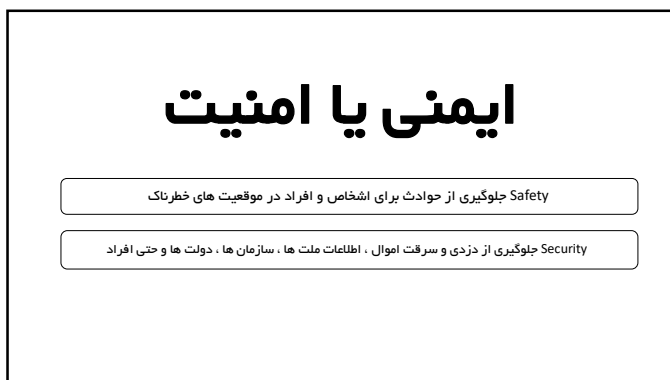 ایمنی یا امنیت
Safety جلوگیری از حوادث برای اشخاص و افراد در موقعیت های خطرناک
Security جلوگیری از دزدی و سرقت اموال ، اطلاعات ملت ها ، سازمان ها ، دولت ها و حتی افراد